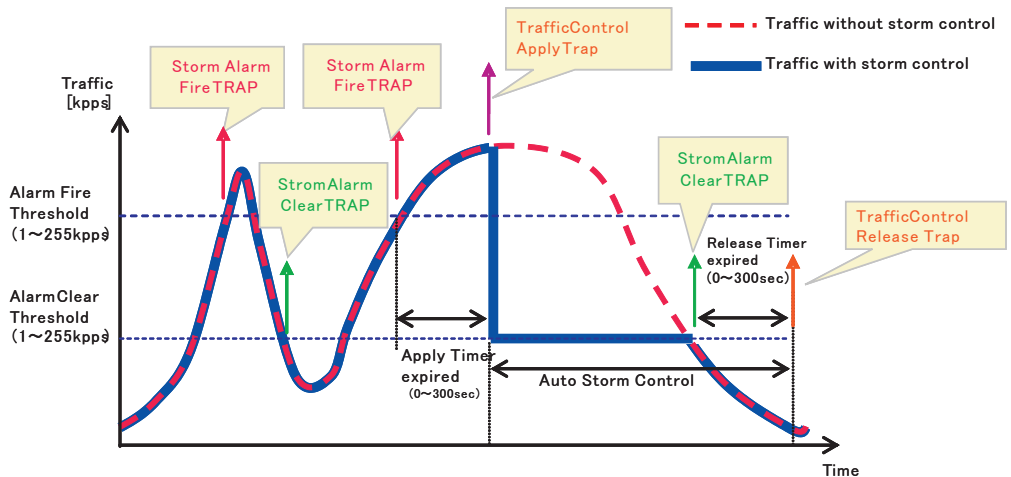 Traffic without storm control
Traffic with storm control
TrafficControl
ApplyTrap
Storm Alarm
FireTRAP
Storm Alarm
FireTRAP
Traffic
[kpps]
StromAlarm
ClearTRAP
StromAlarm
ClearTRAP
Alarm Fire
Threshold
(1～255kpps)
TrafficControl
Release Trap
Release Timer
expired
(0～300sec)
AlarmClear
Threshold
(1～255kpps)
Apply Timer
expired
(0～300sec)
Auto Storm Control
Time